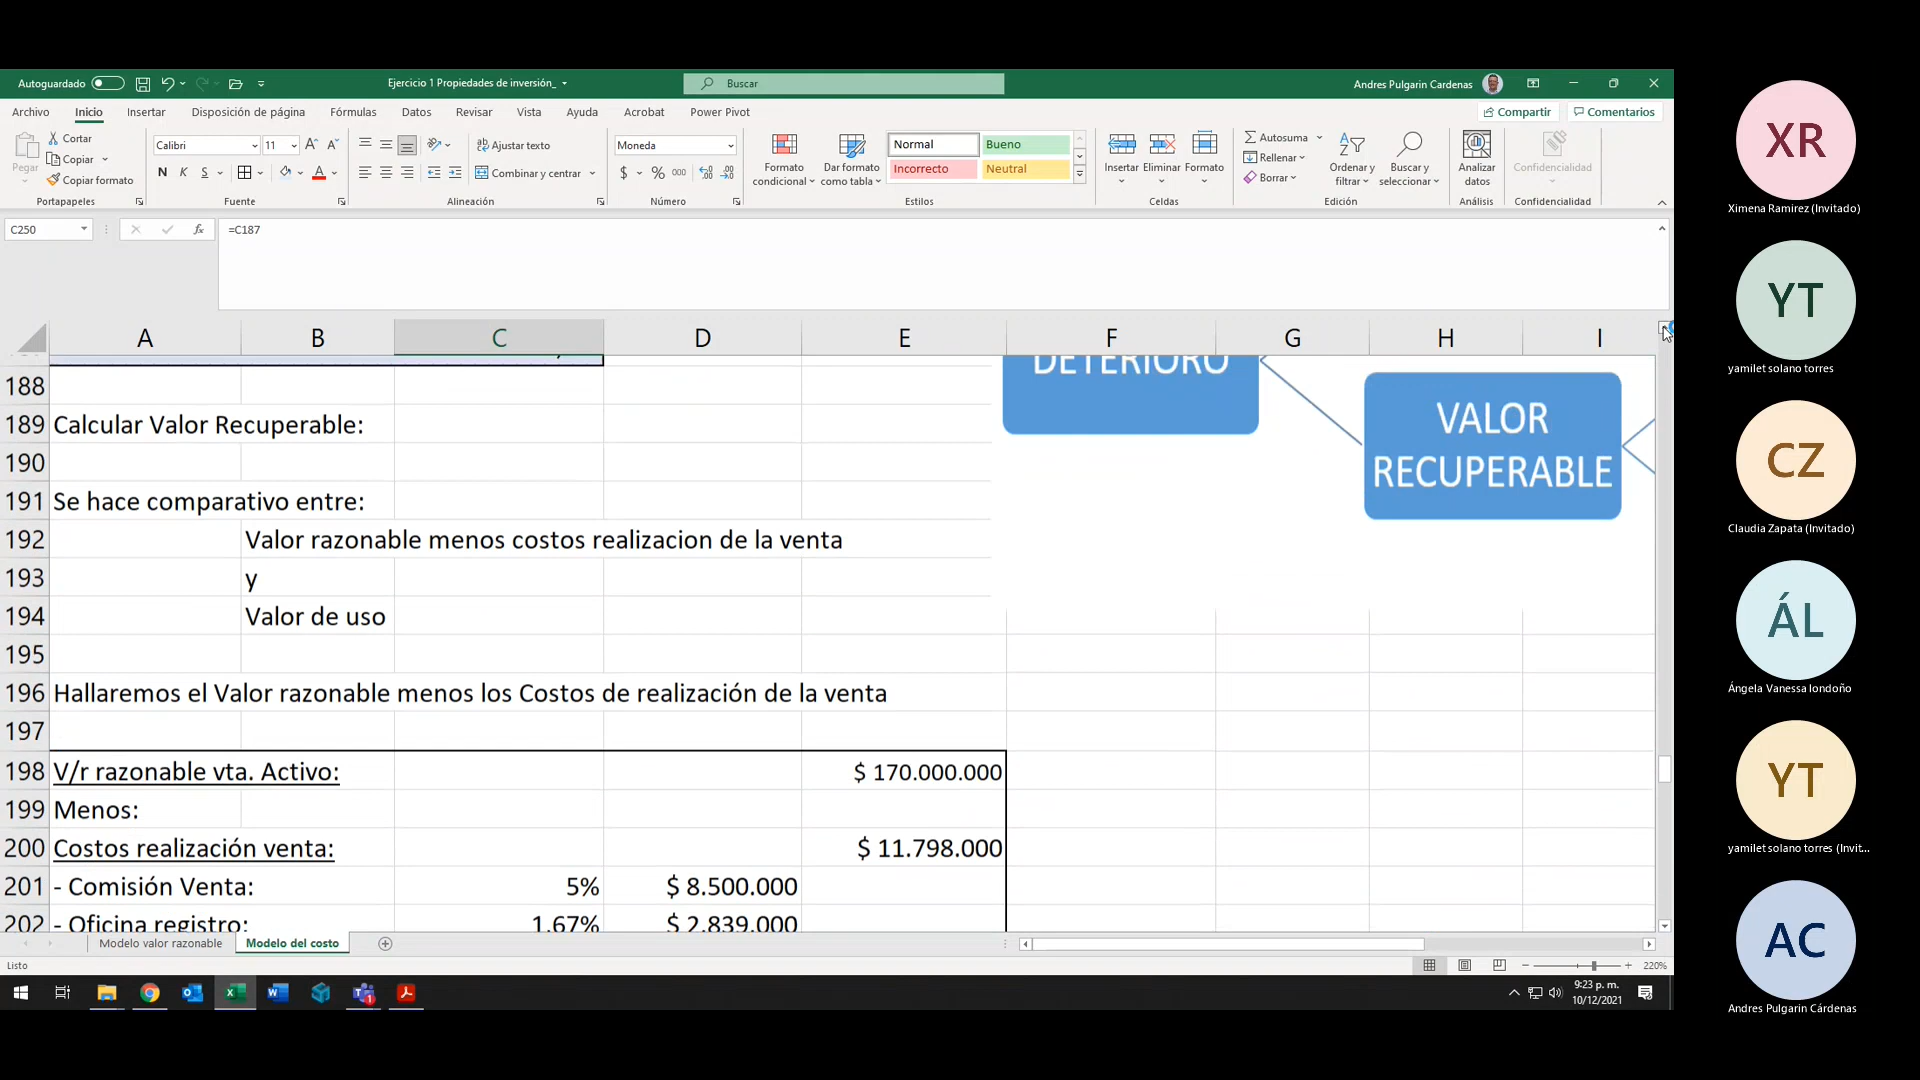 Autoguardado
Ejercicio 1 Propiedades de inversión_
Buscar
Andres Pulgarin Cardenas
Archivo
Inicio
Insertar
Disposición de página
Fórmulas
Datos
Revisar
Vista
Ayuda
Acrobat
Power Pivot
Compartir
Comentarios
Pegar
Cortar
Copiar
Copiar formato
Portapapeles
Calibri
11
N K S
Fuente
Ajustar texto
Combinar y centrar
Alineación
Moneda
$ % 000
Número
Formato condicional
Dar formato como tabla
Normal
Bueno
Incorrecto
Neutral
Estilos
Insertar
Eliminar
Formato
Celdas
Autosuma
Rellenar
Borrar
Ordenar y filtrar
Buscar y seleccionar
Edición
Analizar datos
Análisis
Confidencialidad
Confidencialidad
C250
fx
=C187
A B C D E F G H I
188
189 Calcular Valor Recuperable:
190
191 Se hace comparativo entre:
192 Valor razonable menos costos realizacion de la venta
193 y
194 Valor de uso
195
196 Hallaremos el Valor razonable menos los Costos de realización de la venta
197
198 V/r razonable vta. Activo: $ 170.000.000
199 Menos:
200 Costos realización venta: $ 11.798.000
201 - Comisión Venta: 5% $ 8.500.000
202 - Oficina registro: 1,67% $ 2.839.000
DETERIORO
VALOR
RECUPERABLE
Modelo valor razonable
Modelo del costo
Listo
220%
9:23 p. m.
10/12/2021
XR
Ximena Ramirez (Invitado)
YT
yamilet solano torres
CZ
Claudia Zapata (Invitado)
ÁL
Ángela Vanessa londoño
YT
yamilet solano torres (Invit...
AC
Andres Pulgarin Cárdenas